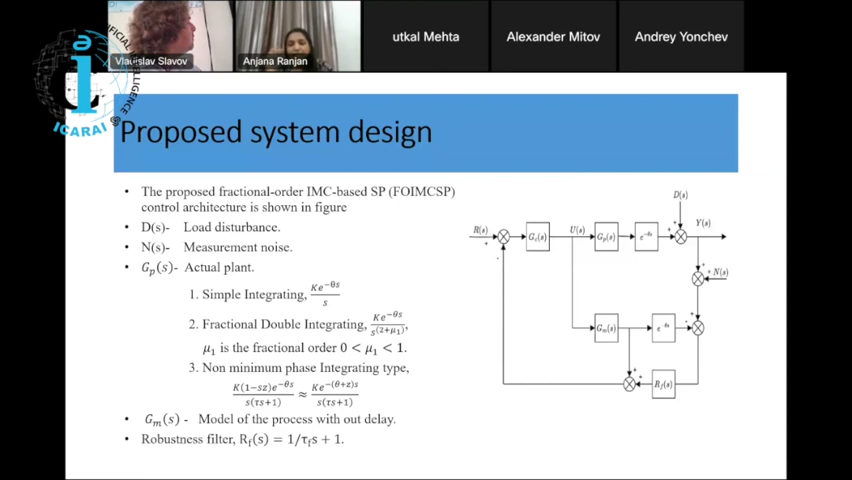 utkal Mehta
Alexander Mitov
Andrey Yonchev
Vladislav Slavov
Anjana Ranjan
ICARAI
Proposed system design
• The proposed fractional-order IMC-based SP (FOIMCSP)
control architecture is shown in figure
• D(s)- Load disturbance.
• N(s)- Measurement noise.
• Gₚ(s)- Actual plant.
1. Simple Integrating, Ke^{−θs}/s
2. Fractional Double Integrating, Ke^{−θs}/s^{(2+μ₁)},
μ₁ is the fractional order 0 < μ₁ < 1.
3. Non minimum phase Integrating type,
K(1−sz)e^{−θs}/s(τs+1) ≈ Ke^{−(θ+z)s}/s(τs+1)
• Gₘ(s) - Model of the process with out delay.
• Robustness filter, R_f(s) = 1/τ_f s + 1.
D(s)
R(s)
G_c(s)
U(s)
Gₚ(s)
e^{−θs}
Y(s)
N(s)
Gₘ(s)
e^{−θs}
R_f(s)